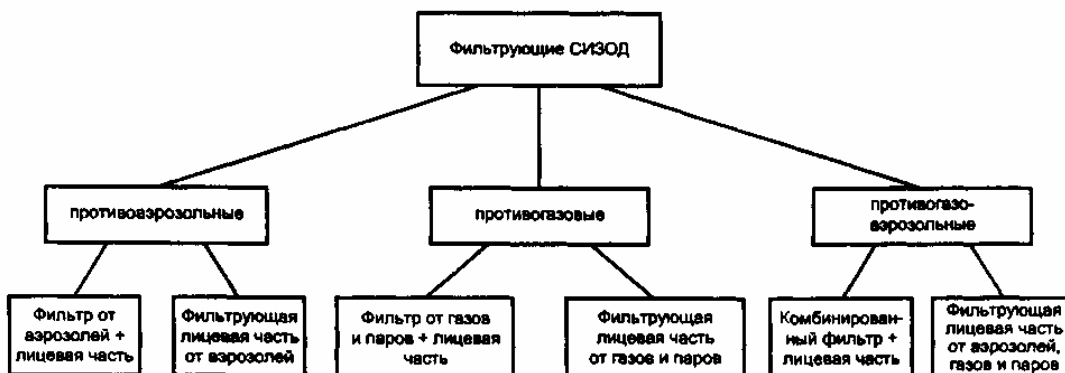 Фильтрующие СИЗОД
противоаэрозольные
противогазовые
противогазо-
аэрозольные
Фильтр от
аэрозолей +
лицевая часть
Фильтрующая
лицевая часть
от аэрозолей
Фильтр от газов
и паров + лицевая
часть
Фильтрующая
лицевая часть
от газов и паров
Комбинирован-
ный фильтр +
лицевая часть
Фильтрующая
лицевая часть
от аэрозолей,
газов и паров